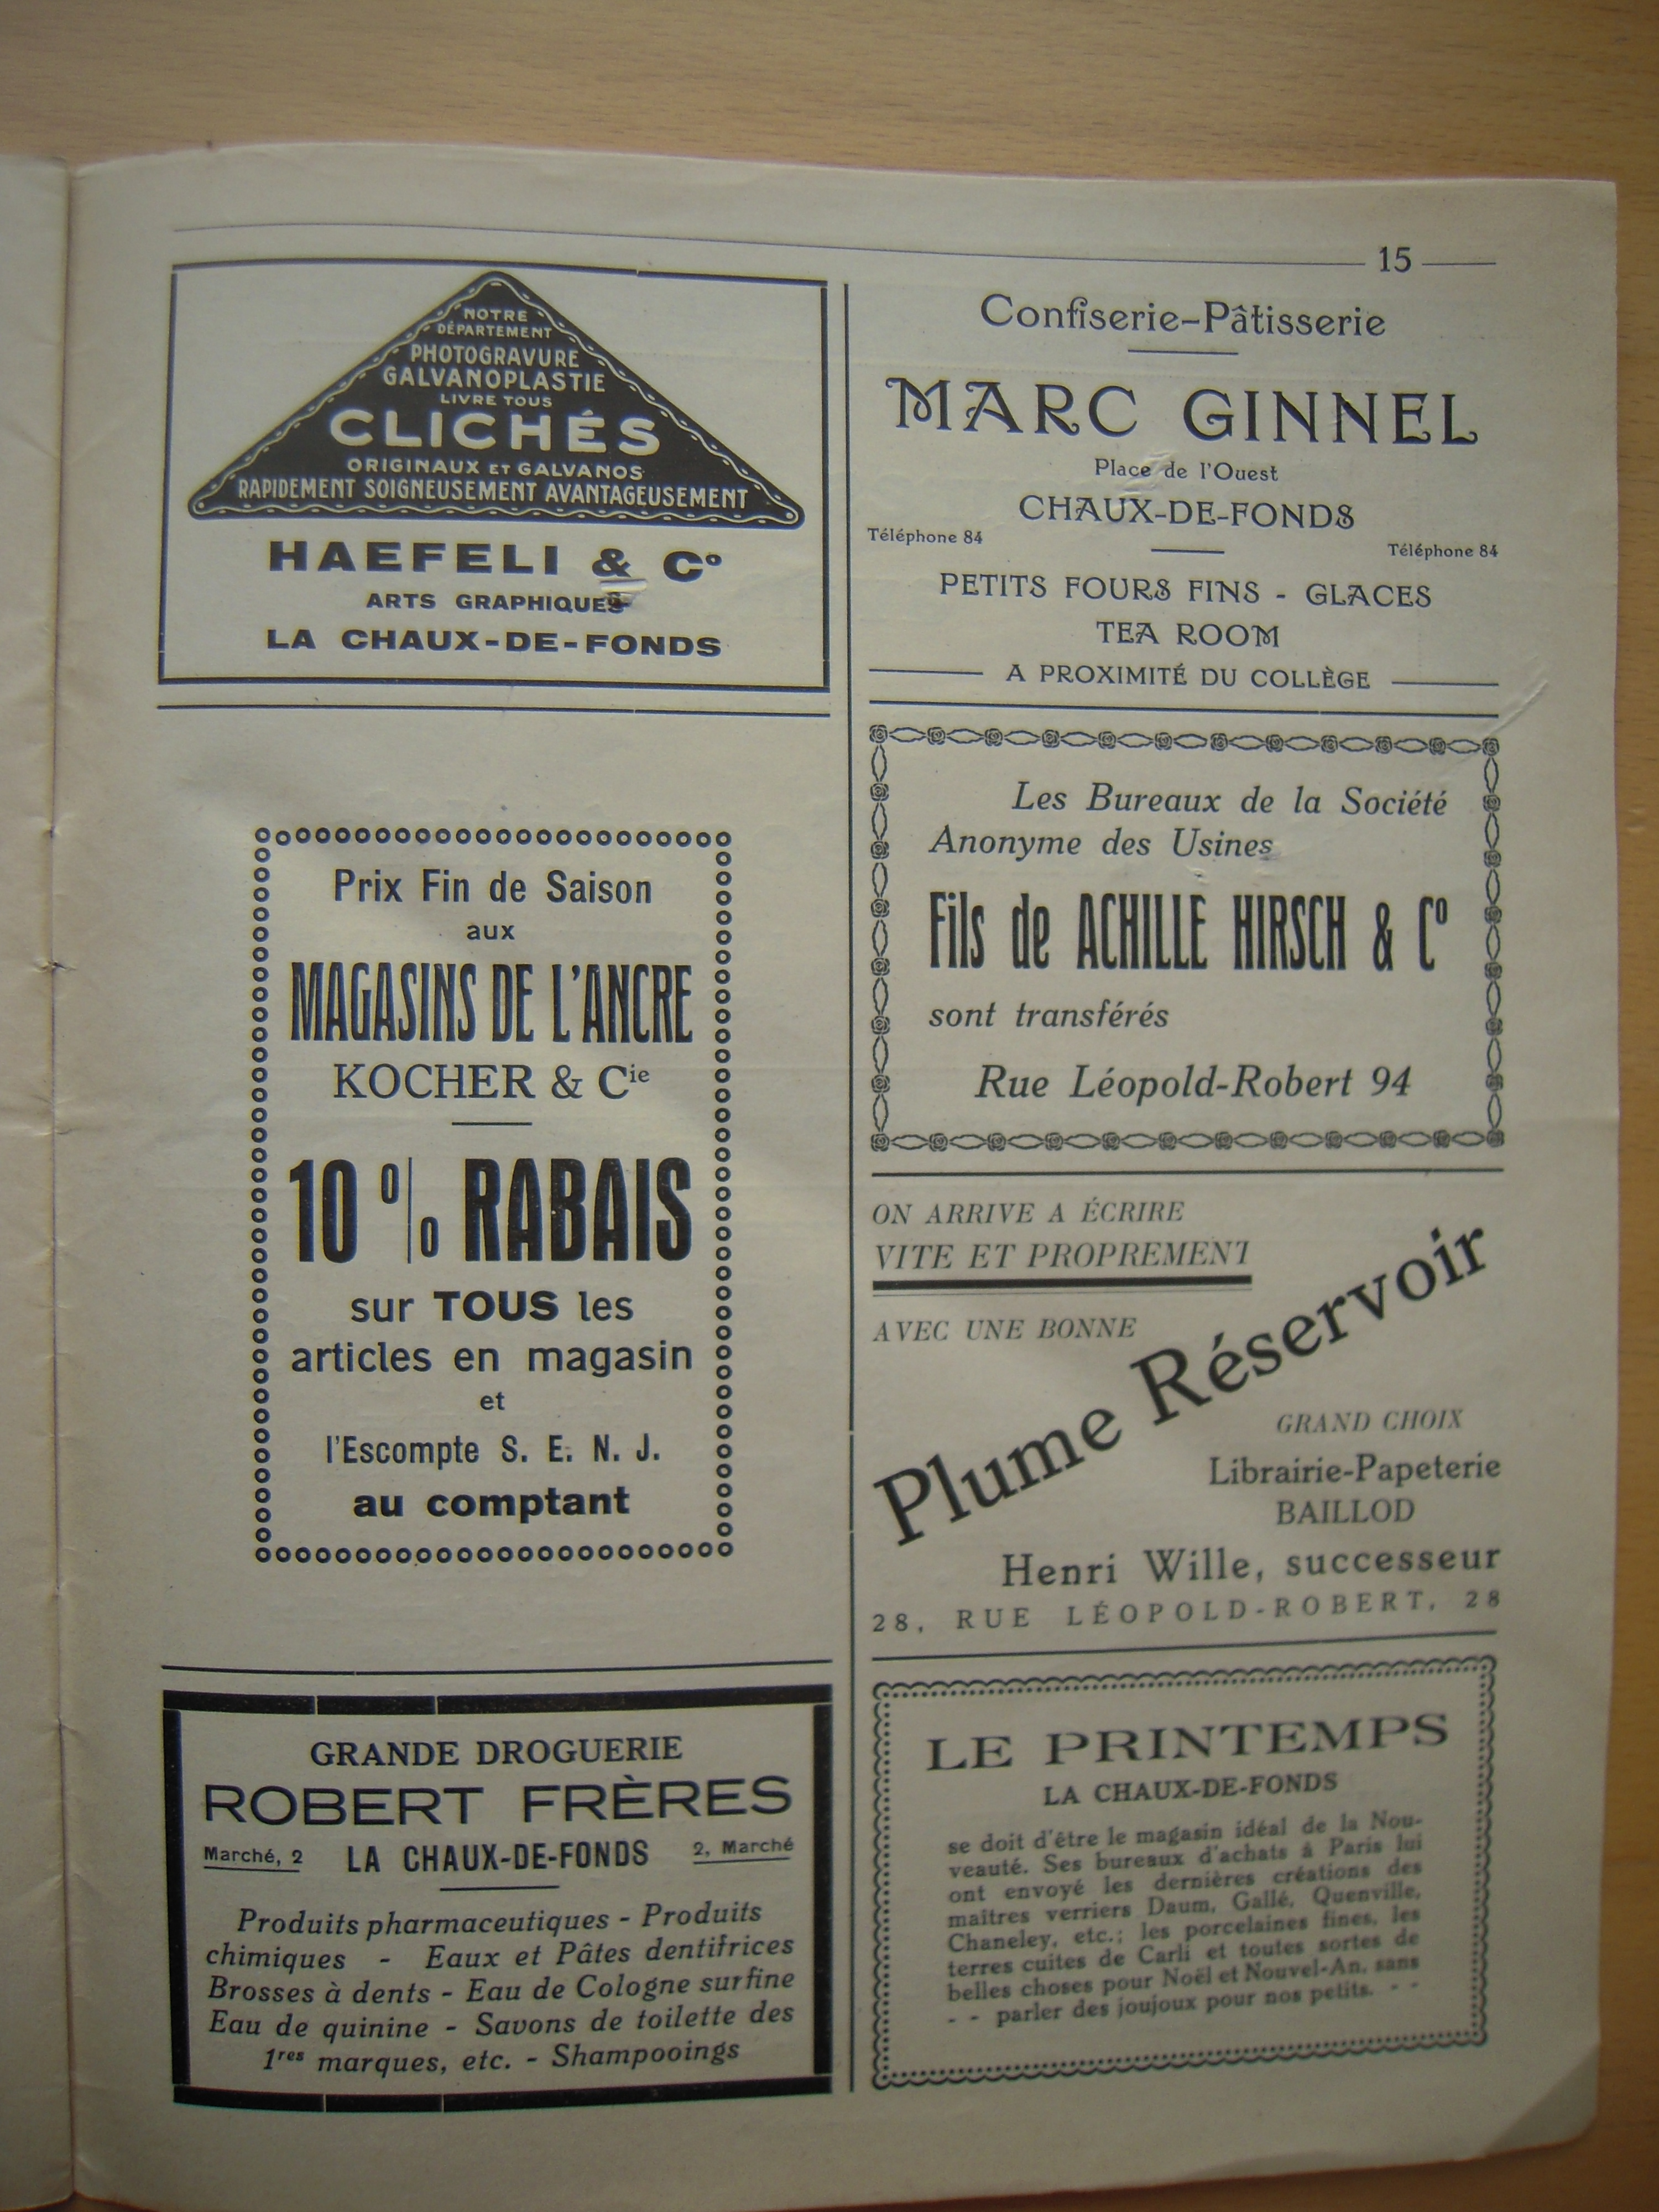 15
NOTRE
DÉPARTEMENT
PHOTOGRAVURE
GALVANOPLASTIE
LIVRE TOUS
CLICHÉS
ORIGINAUX ET GALVANOS
RAPIDEMENT SOIGNEUSEMENT AVANTAGEUSEMENT
HAEFELI & Co
ARTS GRAPHIQUES
LA CHAUX-DE-FONDS
Prix Fin de Saison
aux
MAGASINS DE L'ANCRE
KOCHER & Cie
10 % RABAIS
sur TOUS les
articles en magasin
et
l'Escompte S. E. N. J.
au comptant
GRANDE DROGUERIE
ROBERT FRÈRES
Marché, 2 LA CHAUX-DE-FONDS 2, Marché
Produits pharmaceutiques - Produits
chimiques - Eaux et Pâtes dentifrices
Brosses à dents - Eau de Cologne surfine
Eau de quinine - Savons de toilette des
1res marques, etc. - Shampooings
Confiserie-Pâtisserie
MARC GINNEL
Place de l'Ouest
CHAUX-DE-FONDS
Téléphone 84 Téléphone 84
PETITS FOURS FINS - GLACES
TEA ROOM
A PROXIMITÉ DU COLLÈGE
Les Bureaux de la Société
Anonyme des Usines
Fils de ACHILLE HIRSCH & Co
sont transférés
Rue Léopold-Robert 94
ON ARRIVE A ÉCRIRE
VITE ET PROPREMENT
AVEC UNE BONNE
Plume Réservoir
GRAND CHOIX
Librairie-Papeterie
BAILLOD
Henri Wille, successeur
28, RUE LÉOPOLD-ROBERT, 28
LE PRINTEMPS
LA CHAUX-DE-FONDS
se doit d'être le magasin idéal de la Nou-
veauté. Ses bureaux d'achats à Paris lui
ont envoyé les dernières créations des
maîtres verriers Daum, Gallé, Quenville,
Chaneley, etc.; les porcelaines fines, les
terres cuites de Carli et toutes sortes de
belles choses pour Noël et Nouvel-An, sans
- - parler des joujoux pour nos petits. - -